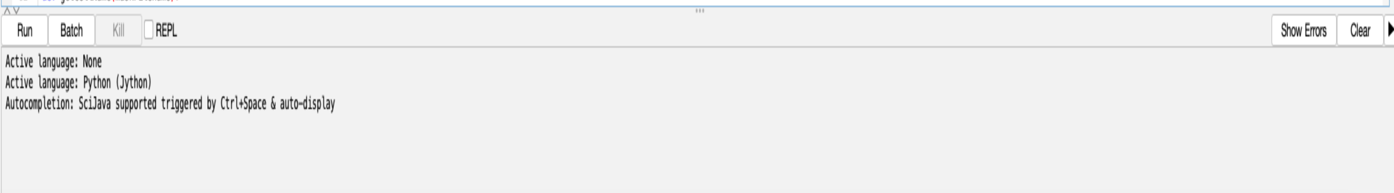 Run Batch Kill REPL Show Errors Clear
Active language: None
Active language: Python (Jython)
Autocompletion: SciJava supported triggered by Ctrl+Space & auto-display